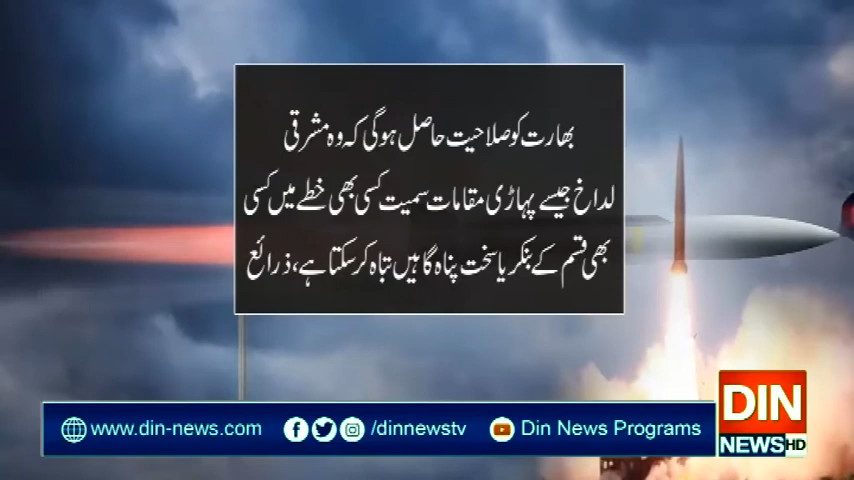 بھارت کو صلاحیت حاصل ہوگی کہ وہ مشرقی
لداخ جیسے پہاڑی مقامات سمیت کسی بھی خطے میں کسی
بھی قسم کے بنکر یا سخت پناہ گاہیں تباہ کر سکتا ہے، ذرائع
www.din-news.com
/dinnewstv
Din News Programs
DIN
NEWS HD